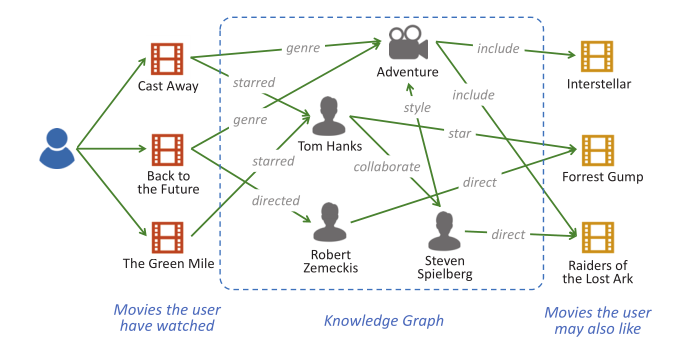 genre
include
Cast Away
Adventure
Interstellar
starred
include
style
genre
Tom Hanks
star
Back to
the Future
starred
collaborate
Forrest Gump
directed
direct
direct
The Green Mile
Robert
Zemeckis
Steven
Spielberg
Raiders of
the Lost Ark
Movies the user
have watched
Knowledge Graph
Movies the user
may also like